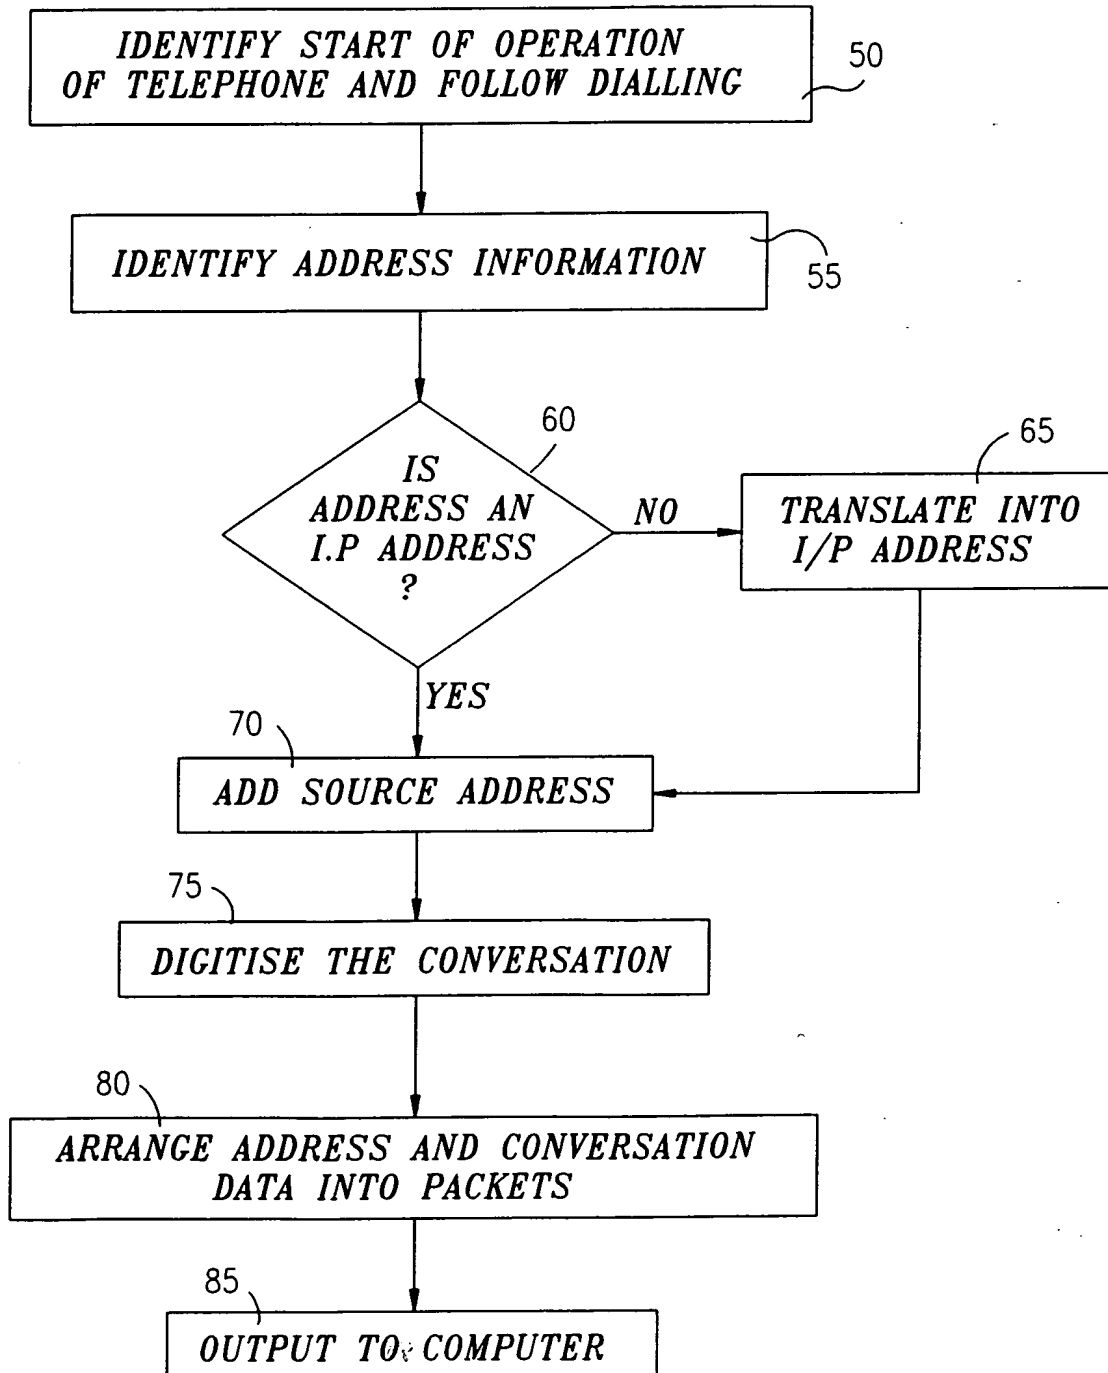 IDENTIFY START OF OPERATION
OF TELEPHONE AND FOLLOW DIALLING
50
IDENTIFY ADDRESS INFORMATION
55
60
IS
ADDRESS AN
I.P ADDRESS
?
NO
65
TRANSLATE INTO
I/P ADDRESS
YES
70
ADD SOURCE ADDRESS
75
DIGITISE THE CONVERSATION
80
ARRANGE ADDRESS AND CONVERSATION
DATA INTO PACKETS
85
OUTPUT TO COMPUTER